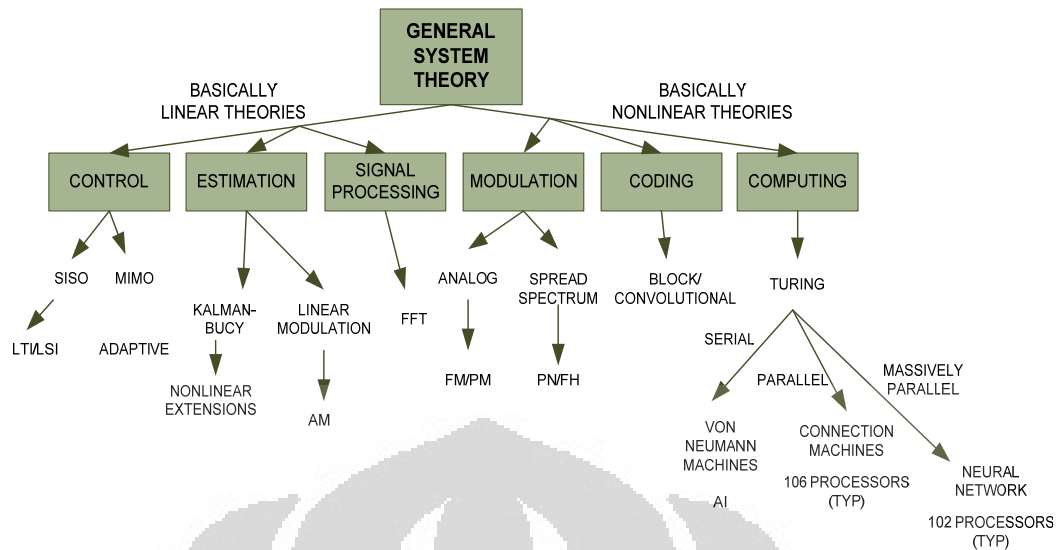 GENERAL
SYSTEM
THEORY
BASICALLY
LINEAR THEORIES
BASICALLY
NONLINEAR THEORIES
CONTROL
ESTIMATION
SIGNAL
PROCESSING
MODULATION
CODING
COMPUTING
SISO
MIMO
LTI/LSI
ADAPTIVE
KALMAN-
BUCY
NONLINEAR
EXTENSIONS
LINEAR
MODULATION
AM
FFT
ANALOG
FM/PM
SPREAD
SPECTRUM
PN/FH
BLOCK/
CONVOLUTIONAL
TURING
SERIAL
PARALLEL
MASSIVELY
PARALLEL
VON
NEUMANN
MACHINES
AI
CONNECTION
MACHINES
106 PROCESSORS
(TYP)
NEURAL
NETWORK
102 PROCESSORS
(TYP)